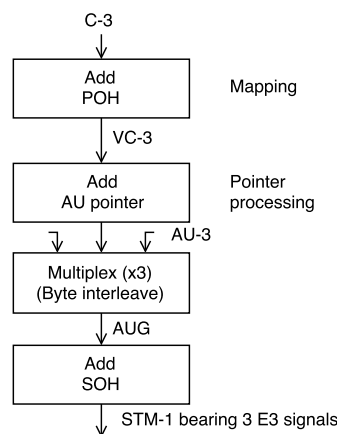 C-3
Add
POH
Mapping
VC-3
Add
AU pointer
Pointer
processing
AU-3
Multiplex (x3)
(Byte interleave)
AUG
Add
SOH
STM-1 bearing 3 E3 signals